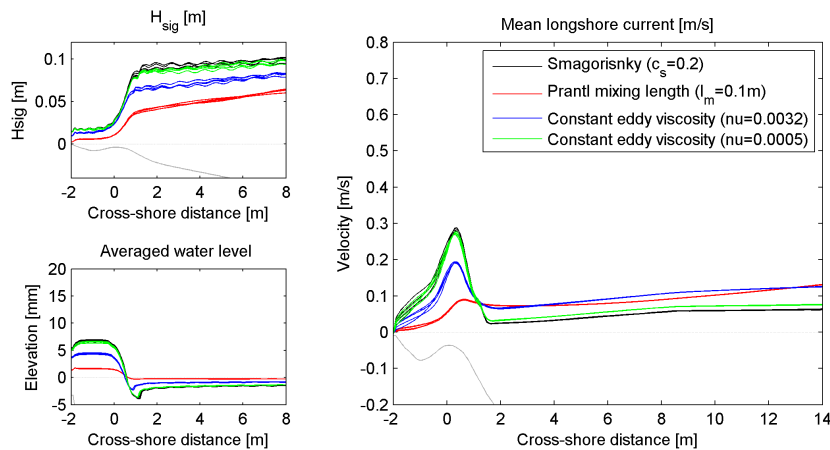 H_sig [m]
0.1
0.05
0
Hsig [m]
-2 0 2 4 6 8
Cross-shore distance [m]
Averaged water level
20
15
10
5
0
-5
Elevation [mm]
-2 0 2 4 6 8
Cross-shore distance [m]
Mean longshore current [m/s]
0.8
0.7
0.6
0.5
0.4
0.3
0.2
0.1
0
-0.1
-0.2
Velocity [m/s]
Smagorisnky (c_s=0.2)
Prantl mixing length (l_m=0.1m)
Constant eddy viscosity (nu=0.0032)
Constant eddy viscosity (nu=0.0005)
-2 0 2 4 6 8 10 12 14
Cross-shore distance [m]